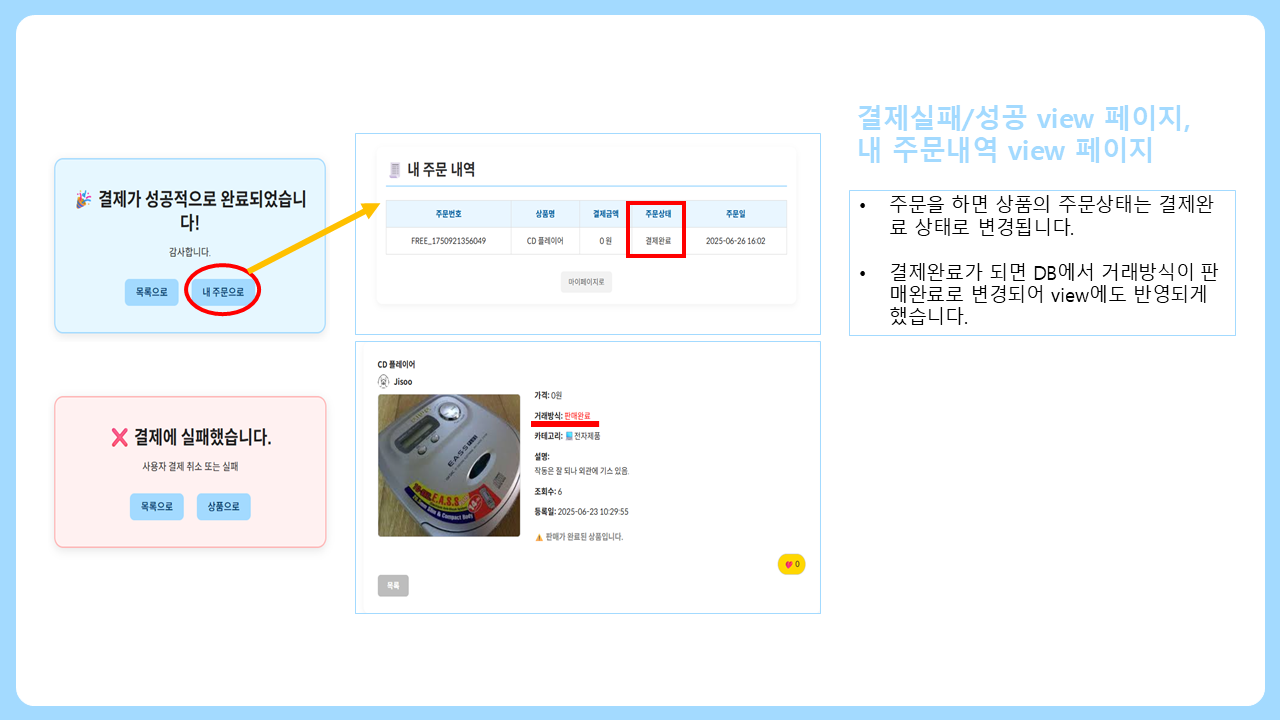 결제실패/성공 view 페이지,
내 주문내역 view 페이지
• 주문을 하면 상품의 주문상태는 결제완
료 상태로 변경됩니다.
• 결제완료가 되면 DB에서 거래방식이 판
매완료로 변경되어 view에도 반영되게
했습니다.
🎉 결제가 성공적으로 완료되었습니
다!
감사합니다.
목록으로 내 주문으로
❌ 결제에 실패했습니다.
사용자 결제 취소 또는 실패
목록으로 상품으로
내 주문 내역
주문번호 상품명 결제금액 주문상태 주문일
FREE_1750921356049 CD 플레이어 0 원 결제완료 2025-06-26 16:02
마이페이지로
CD 플레이어
Jisoo
가격: 0원
거래방식: 판매완료
카테고리: 전자제품
설명:
작동은 잘 되나 외관에 기스 있음.
조회수: 6
등록일: 2025-06-23 10:29:55
⚠️ 판매가 완료된 상품입니다.
0
목록
EASS
E.A.S.S
Slim & Compact Body